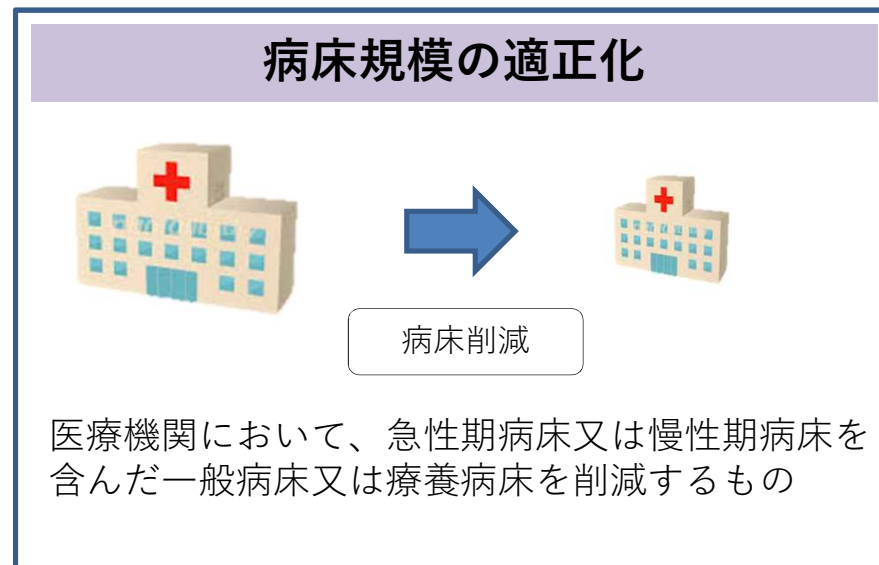 病床規模の適正化
病床削減
医療機関において、急性期病床又は慢性期病床を
含んだ一般病床又は療養病床を削減するもの